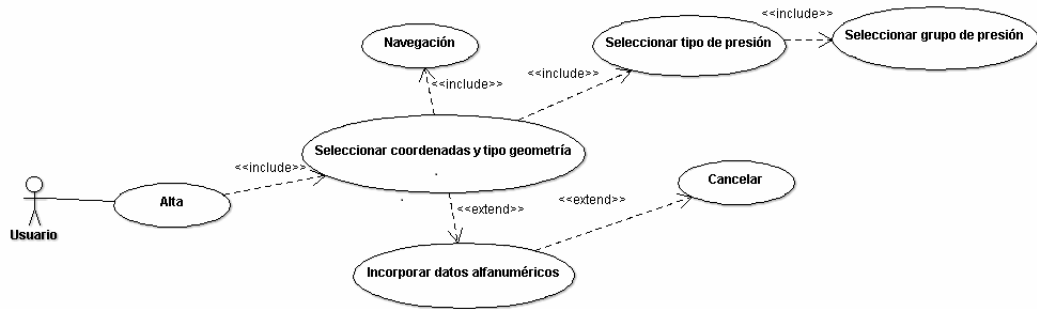 <<include>>
Seleccionar tipo de presión
Seleccionar grupo de presión
Navegación
<<include>>
<<include>>
Seleccionar coordenadas y tipo geometría
<<include>>
Cancelar
Alta
<<extend>>
<<extend>>
Usuario
Incorporar datos alfanuméricos